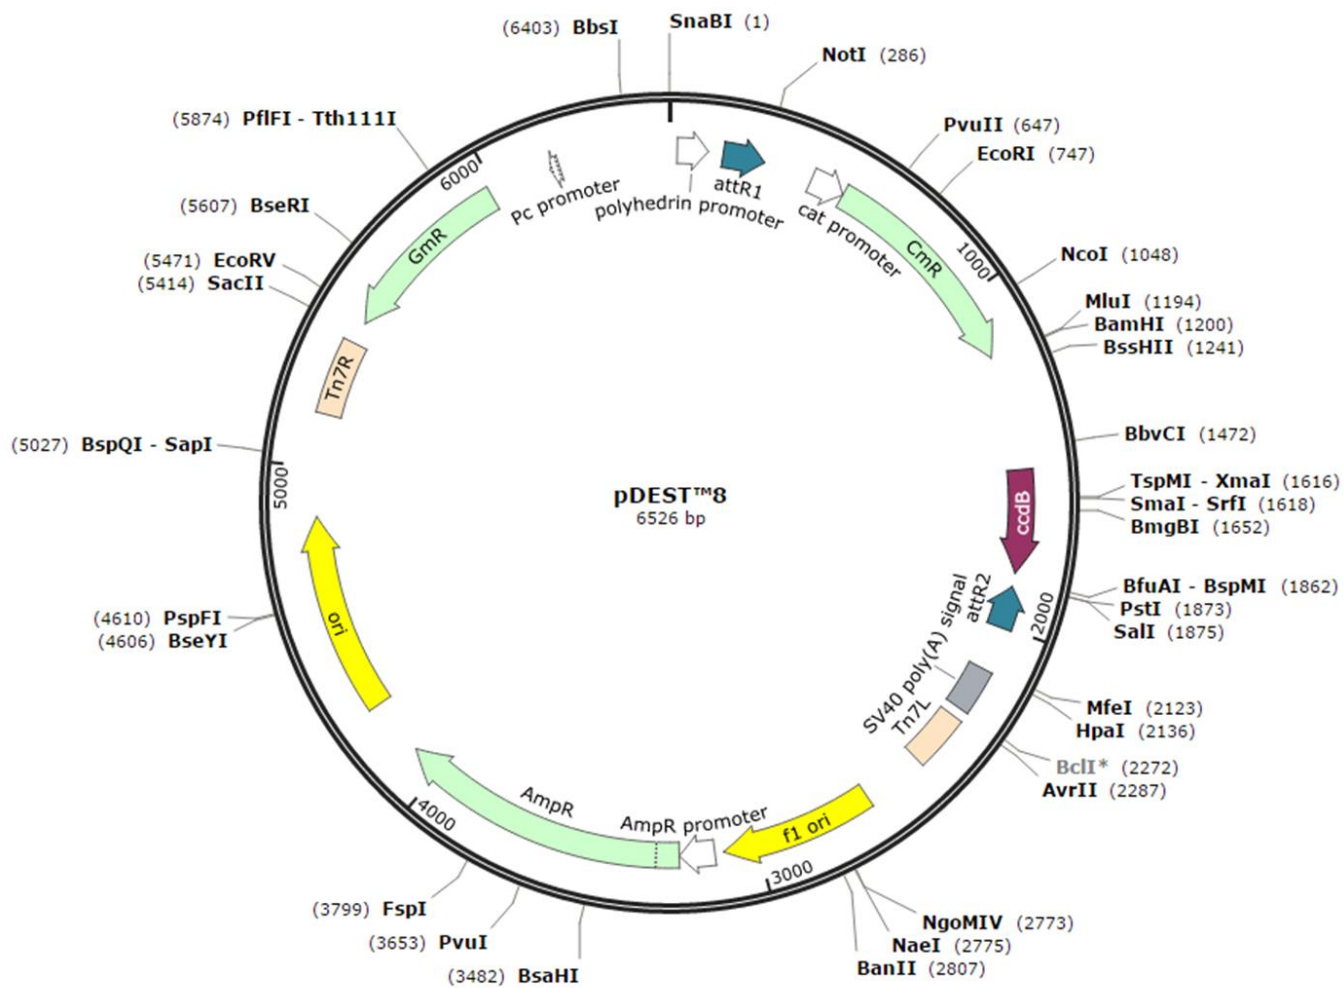 (6403) BbsI
SnaBI (1)
NotI (286)
PvuII (647)
EcoRI (747)
NcoI (1048)
MluI (1194)
BamHI (1200)
BssHII (1241)
BbvCI (1472)
TspMI - XmaI (1616)
SmaI - SrfI (1618)
BmgBI (1652)
BfuAI - BspMI (1862)
PstI (1873)
SalI (1875)
MfeI (2123)
HpaI (2136)
BclI* (2272)
AvrII (2287)
NgoMIV (2773)
NaeI (2775)
BanII (2807)
(3482) BsaHI
(3653) PvuI
(3799) FspI
(4606) BseYI
(4610) PspFI
(5027) BspQI - SapI
(5414) SacII
(5471) EcoRV
(5607) BseRI
(5874) PflFI - Tth111I
pDEST™8
6526 bp
polyhedrin promoter
attR1
cat promoter
CmR
1000
ccdB
attR2
2000
SV40 poly(A) signal
Tn7L
f1 ori
3000
AmpR promoter
AmpR
4000
ori
5000
Tn7R
GmR
6000
Pc promoter